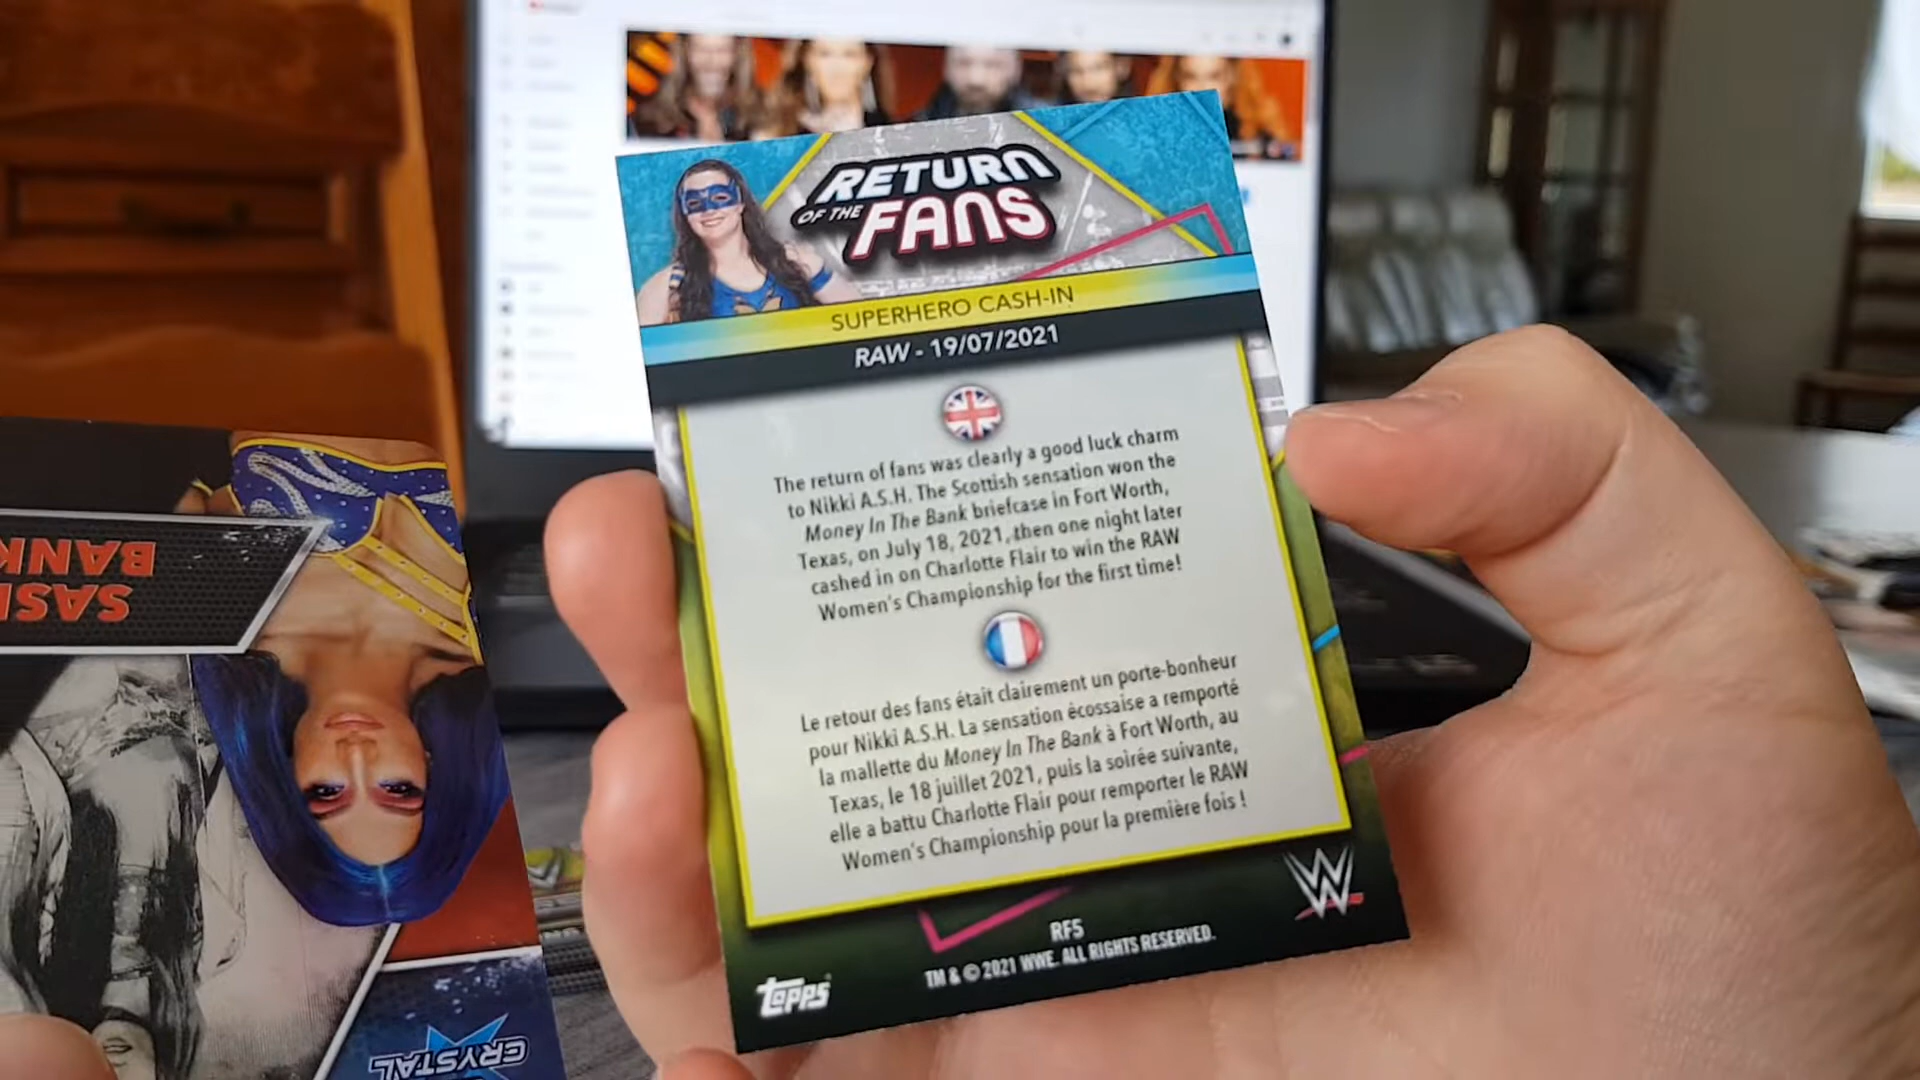 RETURN
OF THE FANS
SUPERHERO CASH-IN
RAW - 19/07/2021
The return of fans was clearly a good luck charm
to Nikki A.S.H. The Scottish sensation won the
Money In The Bank briefcase in Fort Worth,
Texas, on July 18, 2021, then one night later
cashed in on Charlotte Flair to win the RAW
Women's Championship for the first time!
Le retour des fans était clairement un porte-bonheur
pour Nikki A.S.H. La sensation écossaise a remporté
la mallette du Money In The Bank à Fort Worth, au
Texas, le 18 juillet 2021, puis la soirée suivante,
elle a battu Charlotte Flair pour remporter le RAW
Women's Championship pour la première fois !
RF5
TM & © 2021 WWE. ALL RIGHTS RESERVED.
topps
W
BANK
CRYSTAL